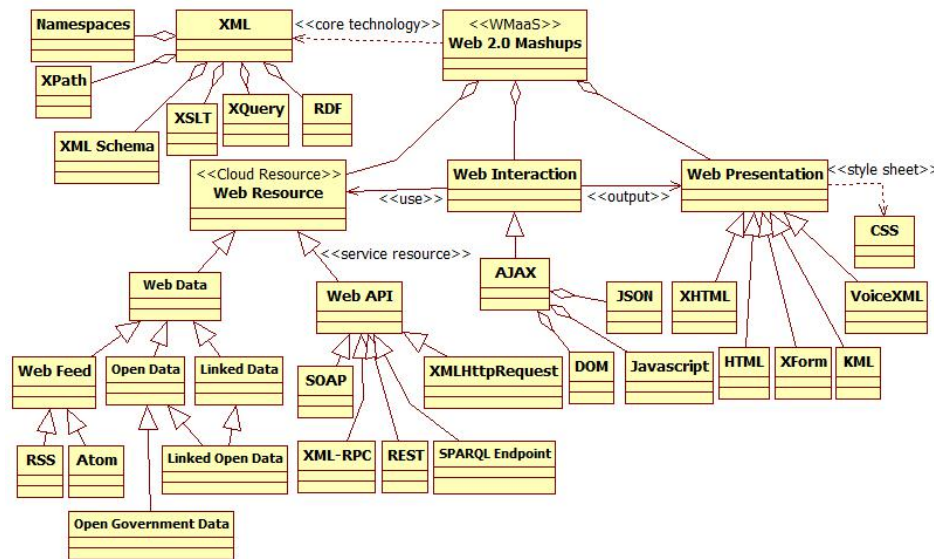 Namespaces
XML
<<core technology>>
<<WMaaS>>
Web 2.0 Mashups
XPath
XML Schema
XSLT
XQuery
RDF
<<Cloud Resource>>
Web Resource
<<use>>
Web Interaction
<<output>>
Web Presentation
<<style sheet>>
CSS
<<service resource>>
Web Data
Web API
AJAX
JSON
XHTML
VoiceXML
Web Feed
Open Data
Linked Data
SOAP
XMLHttpRequest
DOM
Javascript
HTML
XForm
KML
RSS
Atom
Linked Open Data
XML-RPC
REST
SPARQL Endpoint
Open Government Data